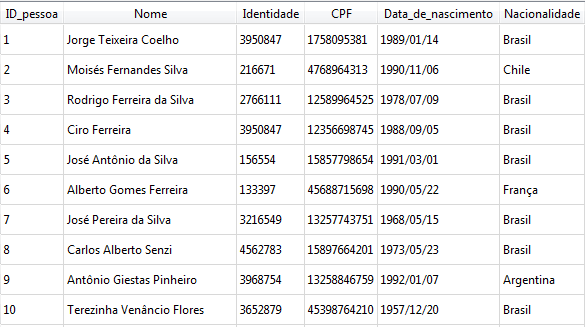 ID_pessoa Nome Identidade CPF Data_de_nascimento Nacionalidade
1 Jorge Teixeira Coelho 3950847 1758095381 1989/01/14 Brasil
2 Moisés Fernandes Silva 216671 4768964313 1990/11/06 Chile
3 Rodrigo Ferreira da Silva 2766111 12589964525 1978/07/09 Brasil
4 Ciro Ferreira 3950847 12356698745 1988/09/05 Brasil
5 José Antônio da Silva 156554 15857798654 1991/03/01 Brasil
6 Alberto Gomes Ferreira 133397 45688715698 1990/05/22 França
7 José Pereira da Silva 3216549 13257743751 1968/05/15 Brasil
8 Carlos Alberto Senzi 4562783 15897664201 1973/05/23 Brasil
9 Antônio Giestas Pinheiro 3968754 13258846759 1992/01/07 Argentina
10 Terezinha Venâncio Flores 3652879 45398764210 1957/12/20 Brasil